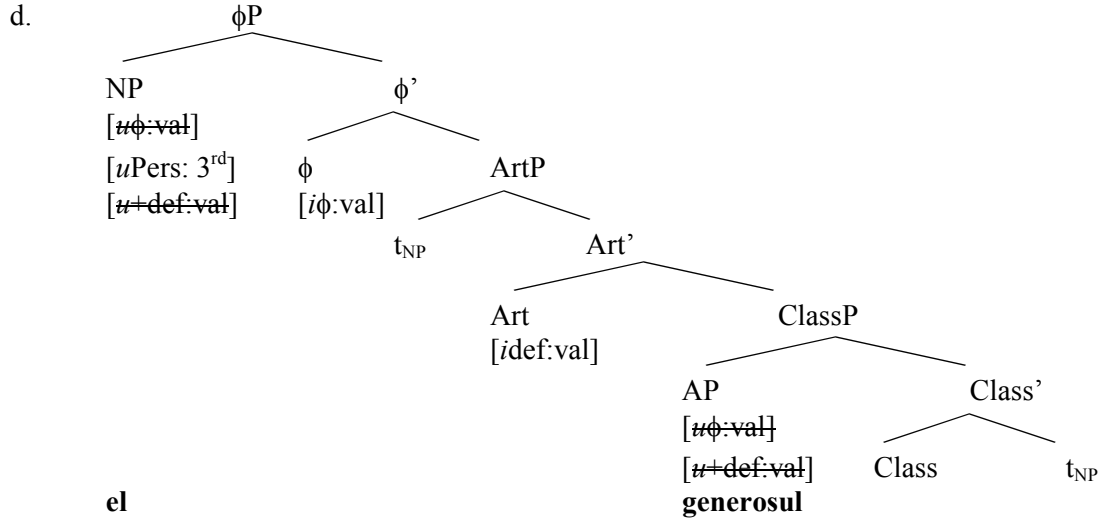 d. ϕP
NP ϕ’
[uϕ:val]
[uPers: 3rd] ϕ ArtP
[u+def:val] [iϕ:val]
tNP Art’
Art ClassP
[idef:val]
AP Class’
[uϕ:val]
[u+def:val] Class tNP
el generosul